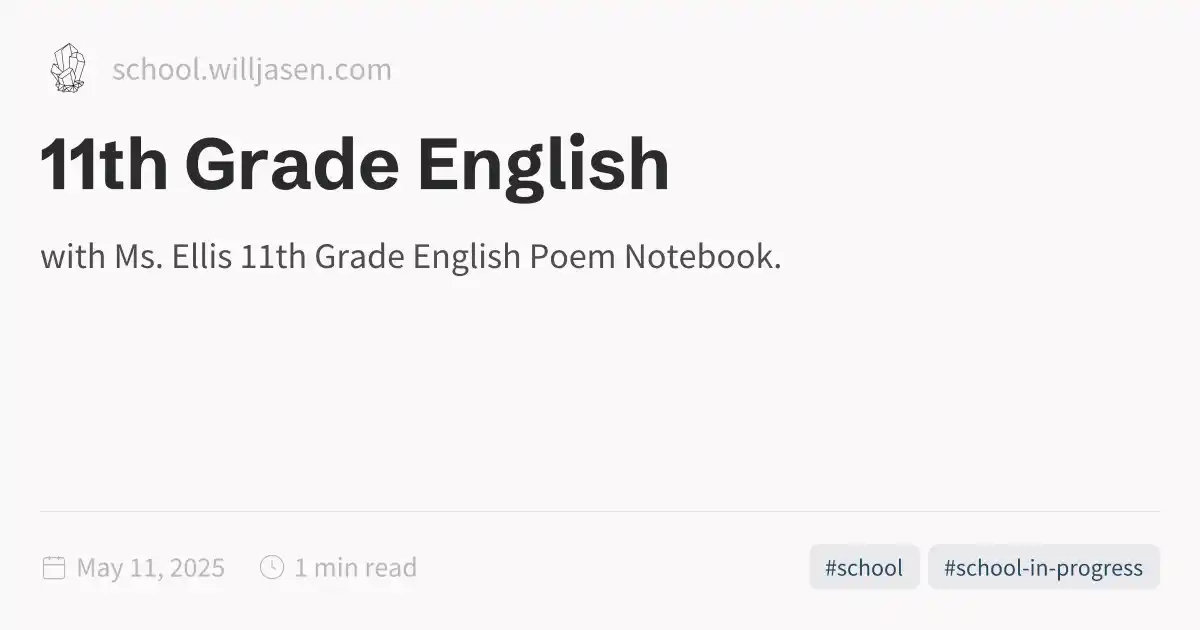 school.willjasen.com
11th Grade English
with Ms. Ellis 11th Grade English Poem Notebook.
May 11, 2025 1 min read #school #school-in-progress